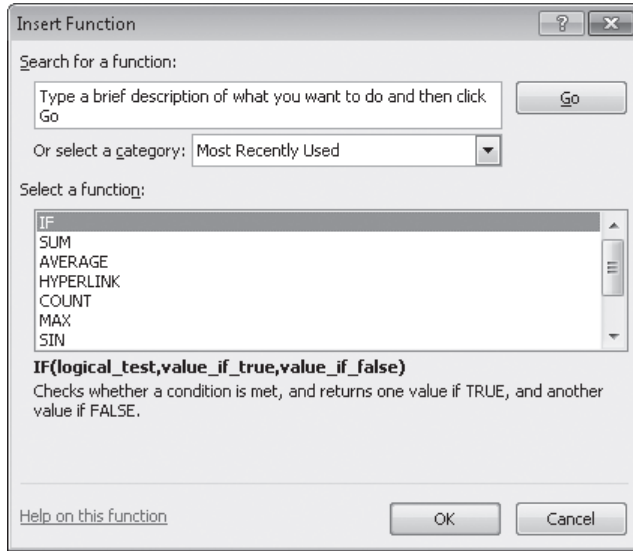 Insert Function
Search for a function:
Type a brief description of what you want to do and then click
Go
Go
Or select a category: Most Recently Used
Select a function:
IF
SUM
AVERAGE
HYPERLINK
COUNT
MAX
SIN
IF(logical_test,value_if_true,value_if_false)
Checks whether a condition is met, and returns one value if TRUE, and another
value if FALSE.
Help on this function
OK
Cancel